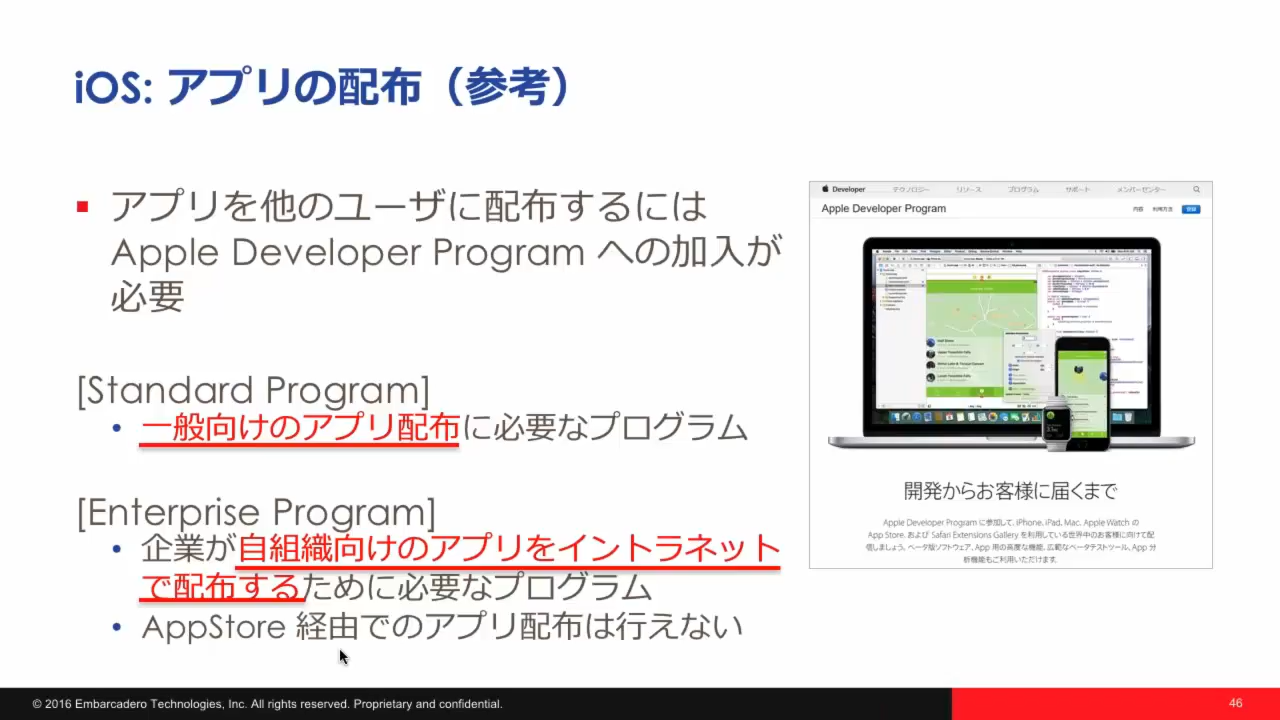 iOS: アプリの配布（参考）
アプリを他のユーザに配布するには
Apple Developer Program への加入が
必要
[Standard Program]
一般向けのアプリ配布に必要なプログラム
[Enterprise Program]
企業が自組織向けのアプリをイントラネット
で配布するために必要なプログラム
AppStore 経由でのアプリ配布は行えない
Developer テクノロジー リソース プログラム サポート メンバーセンター
Apple Developer Program 内容 利用方法 登録
開発からお客様に届くまで
Apple Developer Program に参加して、iPhone、iPad、Mac、Apple Watch の
App Store、および Safari Extensions Gallery を利用している世界中のお客様に向けて配
信しましょう。ベータ版ソフトウェア、App 用の高度な機能、広範なベータテストツール、App 分
析機能もご利用いただけます。
© 2016 Embarcadero Technologies, Inc. All rights reserved. Proprietary and confidential.
46